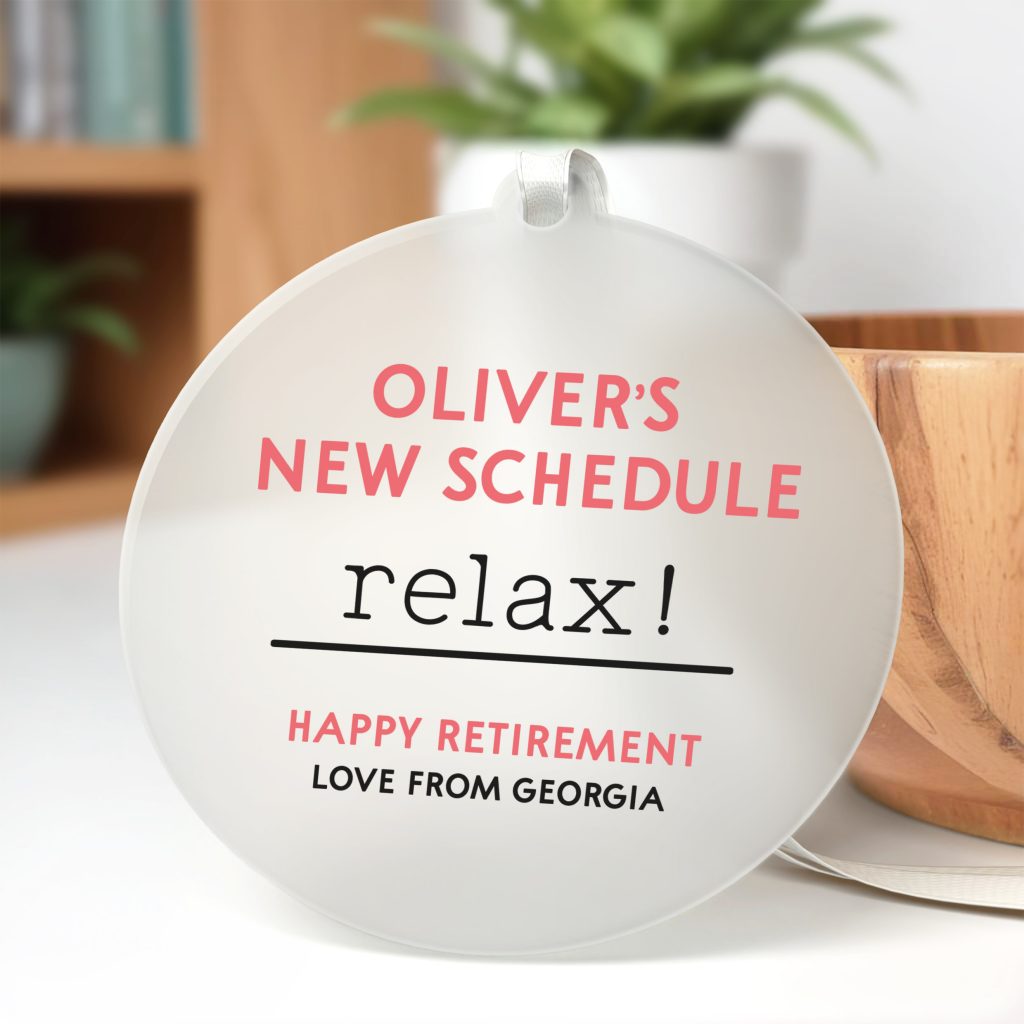 OLIVER'S
NEW SCHEDULE
relax!
HAPPY RETIREMENT
LOVE FROM GEORGIA